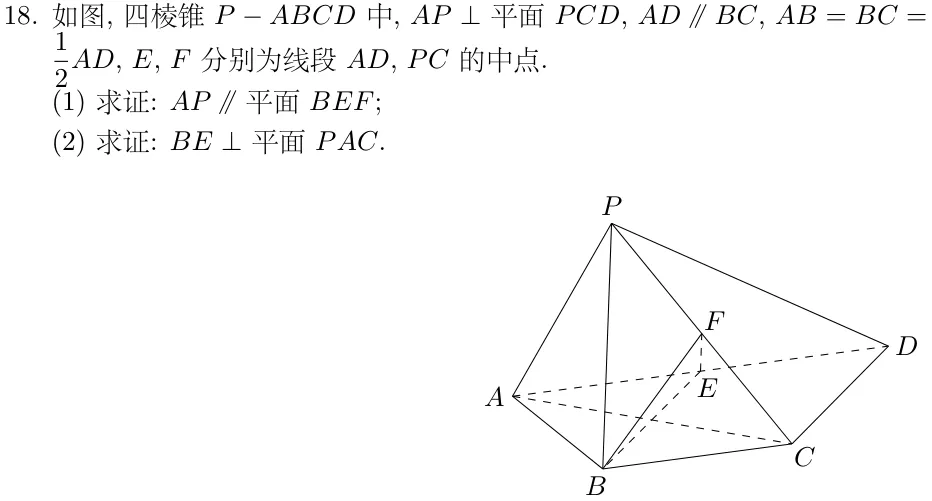 18. 如图, 四棱锥 P − ABCD 中, AP ⊥ 平面 PCD, AD ∥ BC, AB = BC =
1/2 AD, E, F 分别为线段 AD, PC 的中点.
(1) 求证: AP ∥ 平面 BEF;
(2) 求证: BE ⊥ 平面 PAC.
P
F
D
E
A
C
B